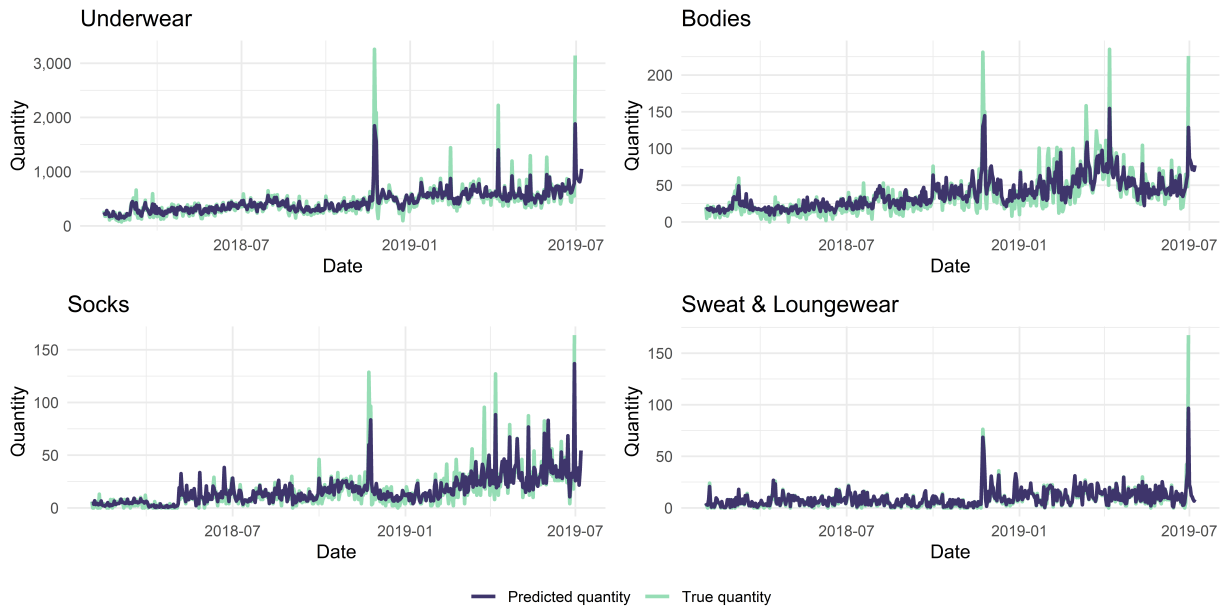 Underwear
Quantity
3,000
2,000
1,000
0
2018-07 2019-01 2019-07
Date
Bodies
Quantity
200
150
100
50
0
2018-07 2019-01 2019-07
Date
Socks
Quantity
150
100
50
0
2018-07 2019-01 2019-07
Date
Sweat & Loungewear
Quantity
150
100
50
0
2018-07 2019-01 2019-07
Date
Predicted quantity True quantity